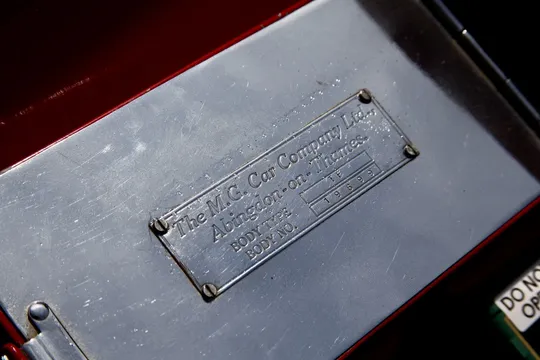 The M.G. Car Company Ltd.,
Abingdon-on-Thames.
BODY TYPE
BODY NO.
DO NO
OP